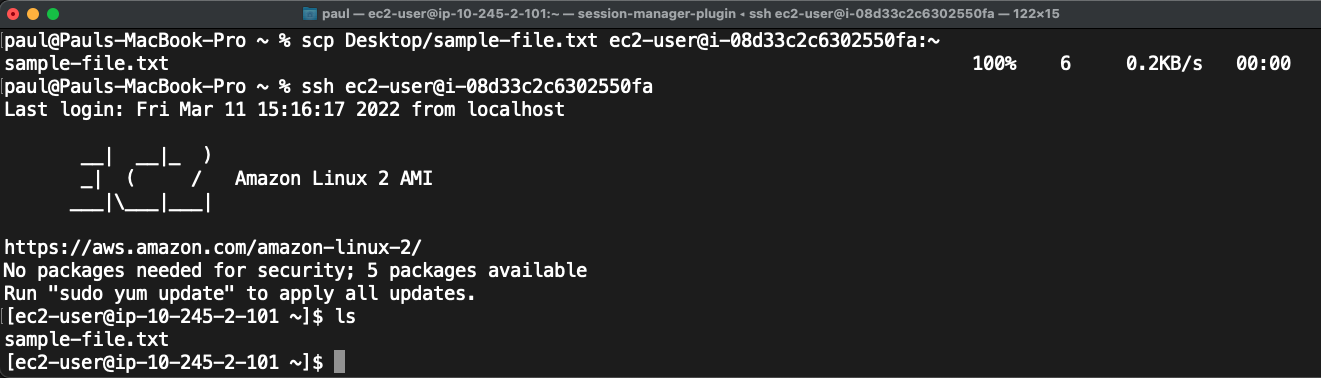 paul — ec2-user@ip-10-245-2-101:~ — session-manager-plugin ◂ ssh ec2-user@i-08d33c2c6302550fa — 122×15
[paul@Pauls-MacBook-Pro ~ % scp Desktop/sample-file.txt ec2-user@i-08d33c2c6302550fa:~
sample-file.txt                                                                       100%    6     0.2KB/s   00:00
[paul@Pauls-MacBook-Pro ~ % ssh ec2-user@i-08d33c2c6302550fa
Last login: Fri Mar 11 15:16:17 2022 from localhost

       __|  __|_  )
       _|  (     /   Amazon Linux 2 AMI
      ___|\___|___|

https://aws.amazon.com/amazon-linux-2/
No packages needed for security; 5 packages available
Run "sudo yum update" to apply all updates.
[[ec2-user@ip-10-245-2-101 ~]$ ls
sample-file.txt
[ec2-user@ip-10-245-2-101 ~]$